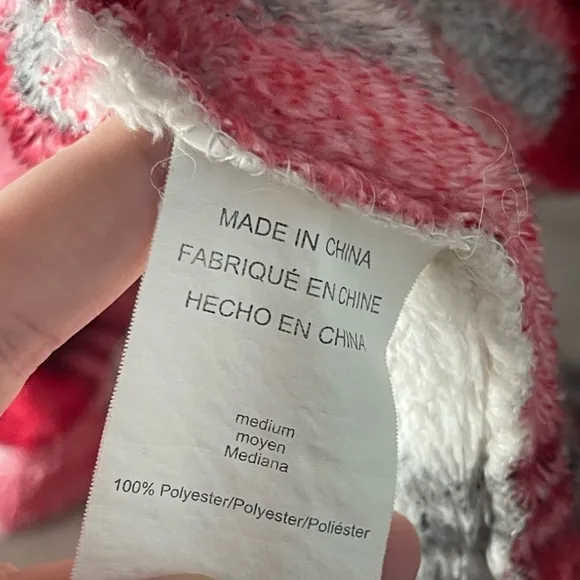 MADE IN CHINA
FABRIQUÉ EN CHINE
HECHO EN CHINA
medium
moyen
Mediana
100% Polyester/Polyester/Poliéster